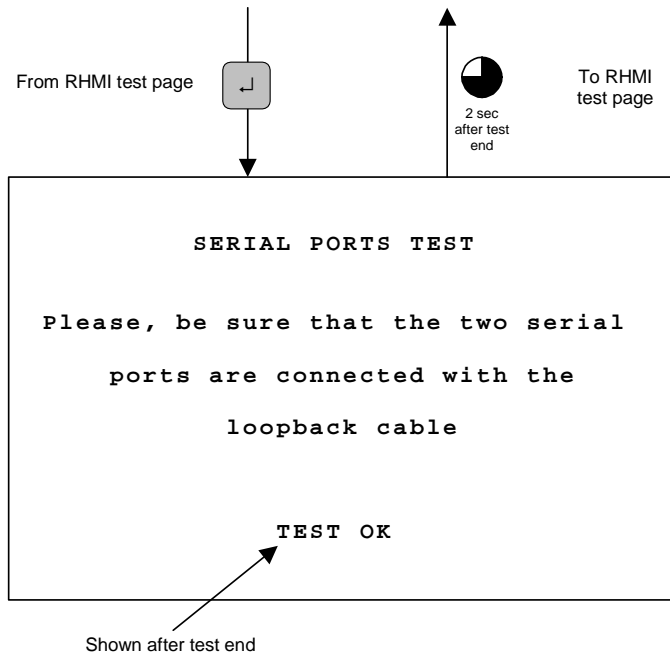 From RHMI test page
↵
2 sec
after test
end
To RHMI
test page
SERIAL PORTS TEST
Please, be sure that the two serial
ports are connected with the
loopback cable
TEST OK
Shown after test end